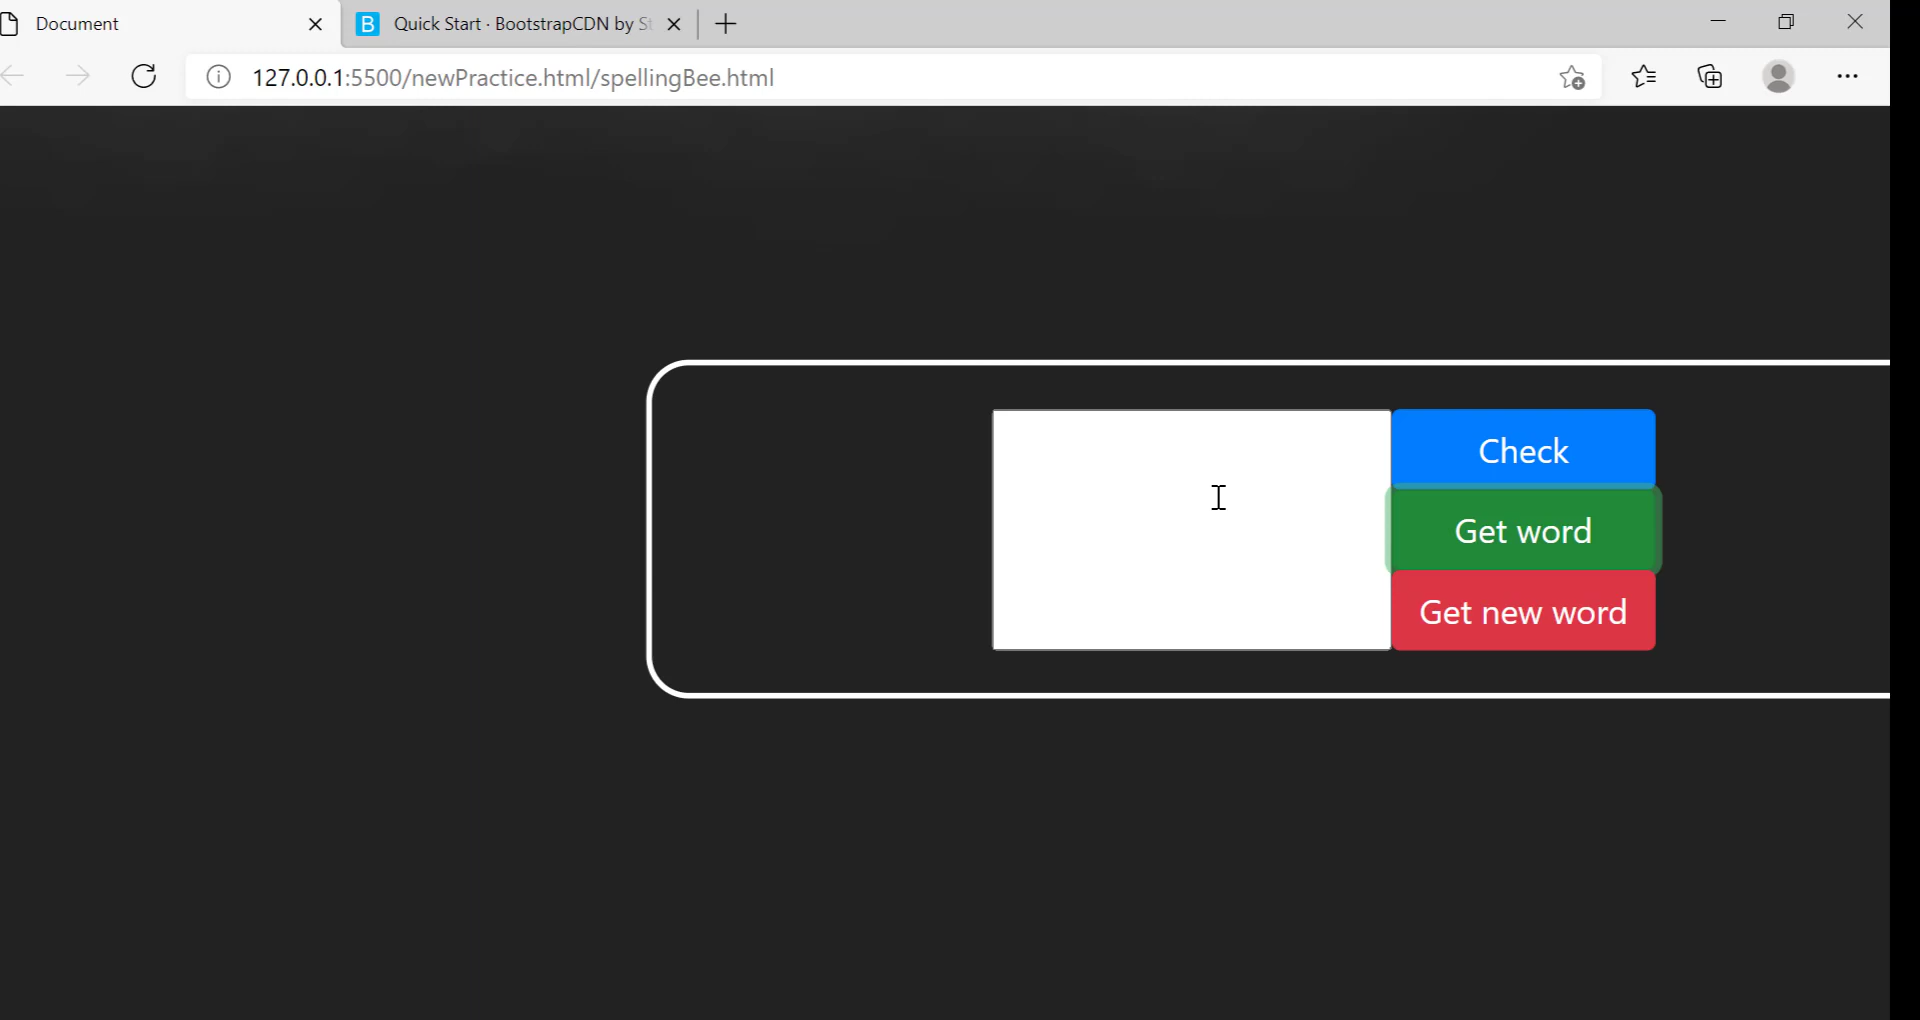 Document
B Quick Start · BootstrapCDN by St
127.0.0.1:5500/newPractice.html/spellingBee.html
Check
Get word
Get new word